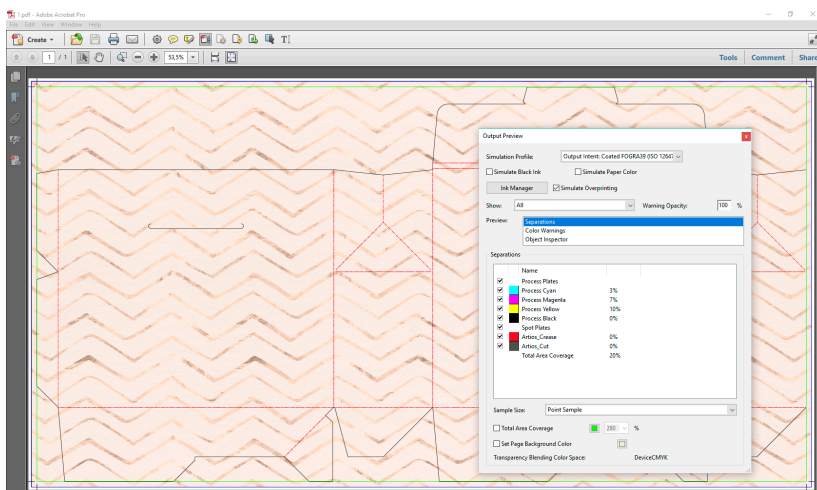 1.pdf - Adobe Acrobat Pro
File Edit View Window Help
Create
1 / 1 53,5% Tools Comment Share
Output Preview
Simulation Profile: Output Intent: Coated FOGRA39 (ISO 12647
Simulate Black Ink Simulate Paper Color
Ink Manager Simulate Overprinting
Show: All Warning Opacity: 100 %
Preview: Separations
Color Warnings
Object Inspector
Separations
Name
Process Plates
Process Cyan 3%
Process Magenta 7%
Process Yellow 10%
Process Black 0%
Spot Plates
Artios_Crease 0%
Artios_Cut 0%
Total Area Coverage 20%
Sample Size: Point Sample
Total Area Coverage 280 %
Set Page Background Color
Transparency Blending Color Space: DeviceCMYK